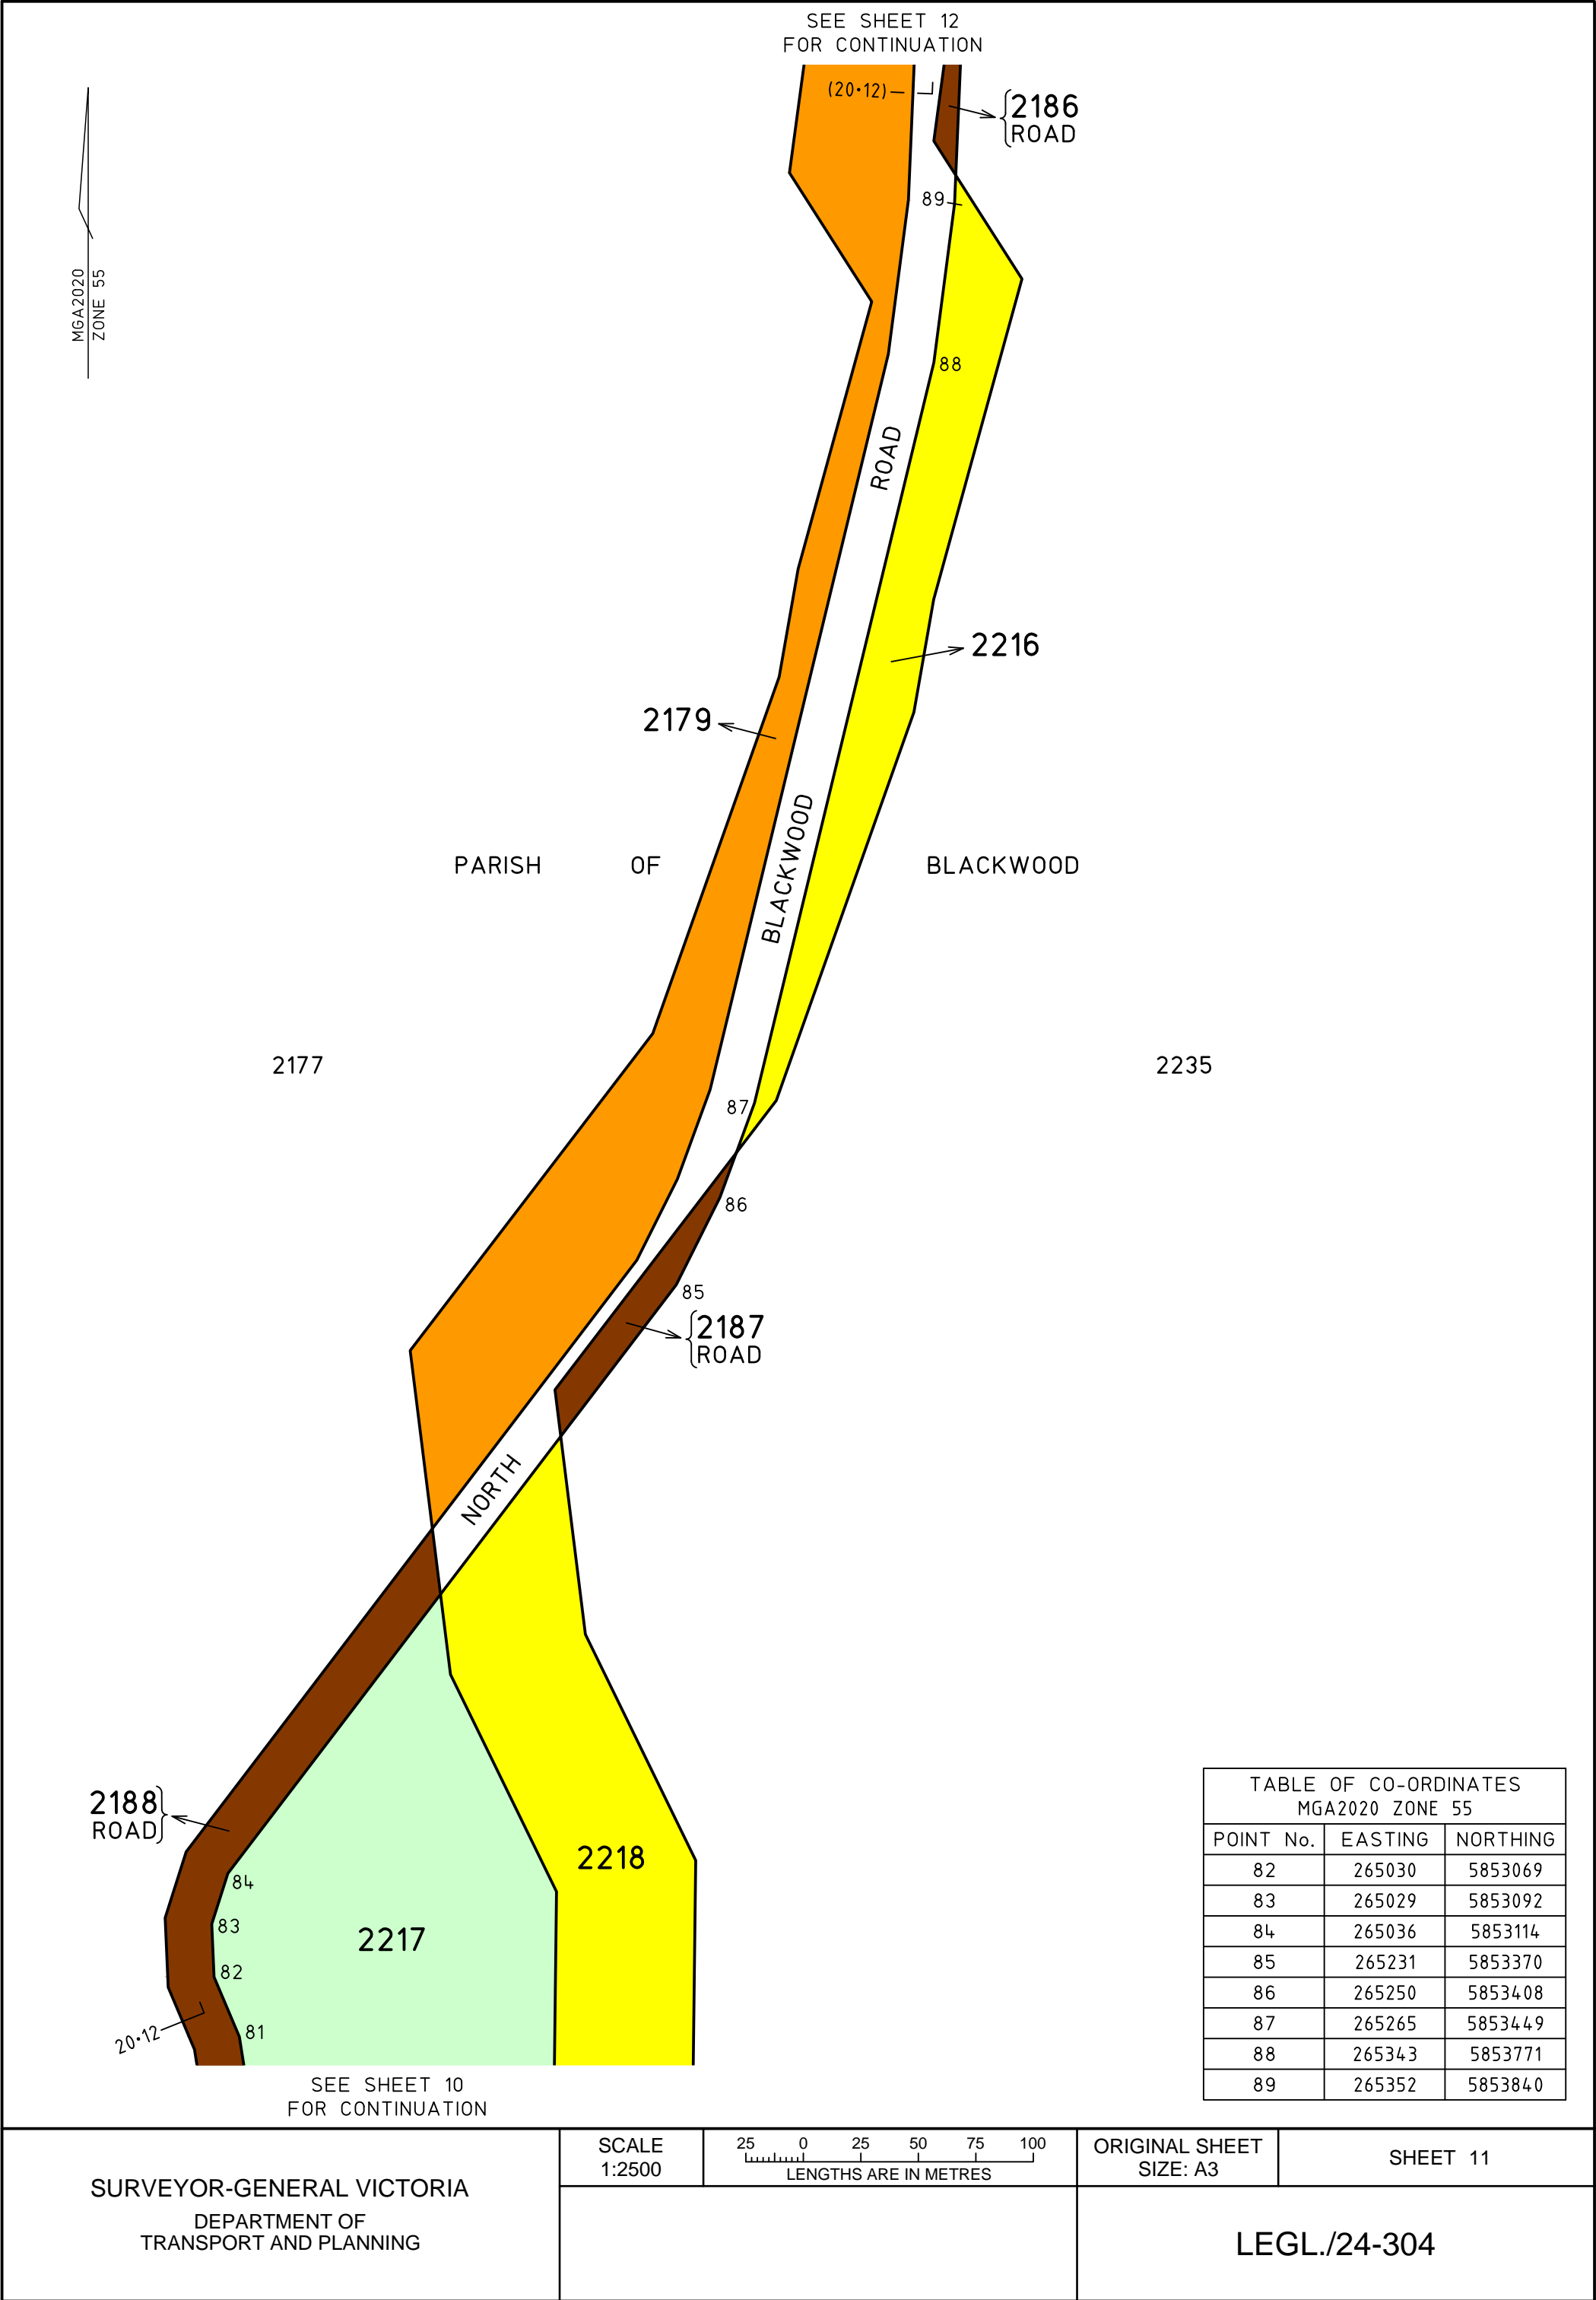 SEE SHEET 12
FOR CONTINUATION
(20·12)
2186
ROAD
89
MGA2020
ZONE 55
88
ROAD
2216
2179
BLACKWOOD
PARISH OF BLACKWOOD
2177
2235
87
86
85
2187
ROAD
NORTH
2188
ROAD
84
2218
83
2217
82
81
20·12
SEE SHEET 10
FOR CONTINUATION
TABLE OF CO-ORDINATES
MGA2020 ZONE 55
POINT No. EASTING NORTHING
82 265030 5853069
83 265029 5853092
84 265036 5853114
85 265231 5853370
86 265250 5853408
87 265265 5853449
88 265343 5853771
89 265352 5853840
SURVEYOR-GENERAL VICTORIA
DEPARTMENT OF
TRANSPORT AND PLANNING
SCALE
1:2500
25 0 25 50 75 100
LENGTHS ARE IN METRES
ORIGINAL SHEET
SIZE: A3
SHEET 11
LEGL./24-304